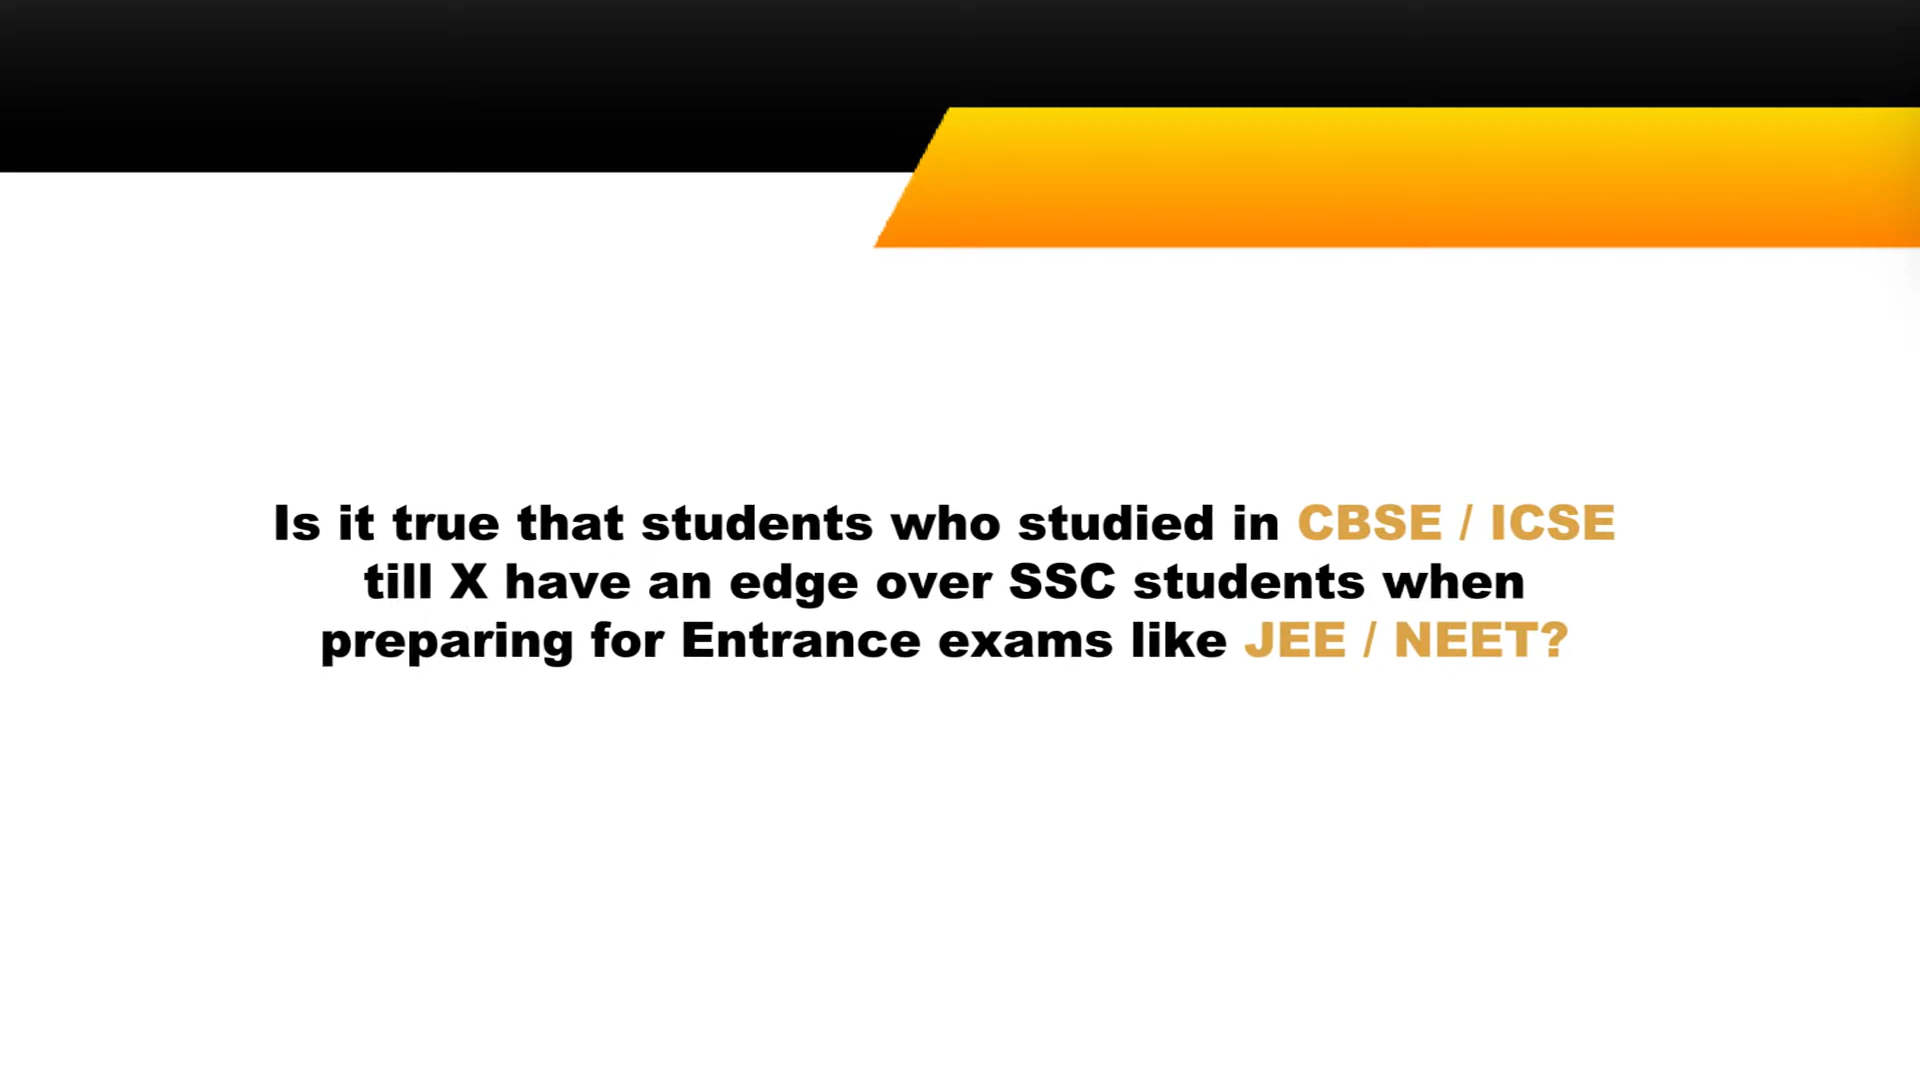 Is it true that students who studied in CBSE / ICSE
till X have an edge over SSC students when
preparing for Entrance exams like JEE / NEET?